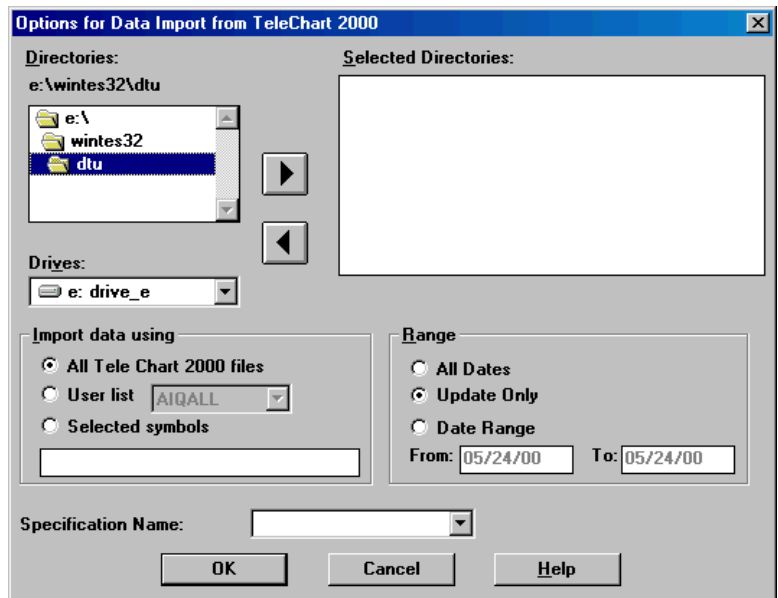 Options for Data Import from TeleChart 2000
Directories:
e:\wintes32\dtu
e:\
wintes32
dtu
Selected Directories:
Drives:
e: drive_e
Import data using
All Tele Chart 2000 files
User list AIQALL
Selected symbols
Range
All Dates
Update Only
Date Range
From: 05/24/00 To: 05/24/00
Specification Name:
OK Cancel Help